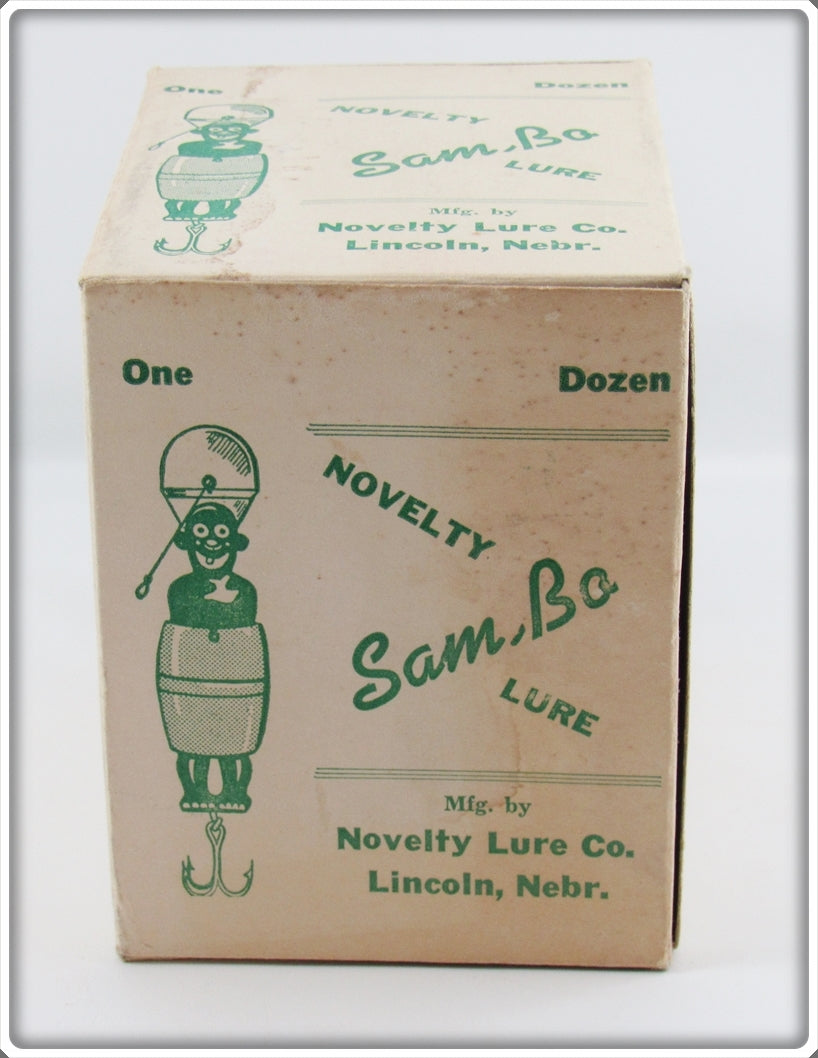 One Dozen
NOVELTY
Sam,Bo
LURE
Mfg. by
Novelty Lure Co.
Lincoln, Nebr.
One Dozen
NOVELTY
Sam,Bo
LURE
Mfg. by
Novelty Lure Co.
Lincoln, Nebr.